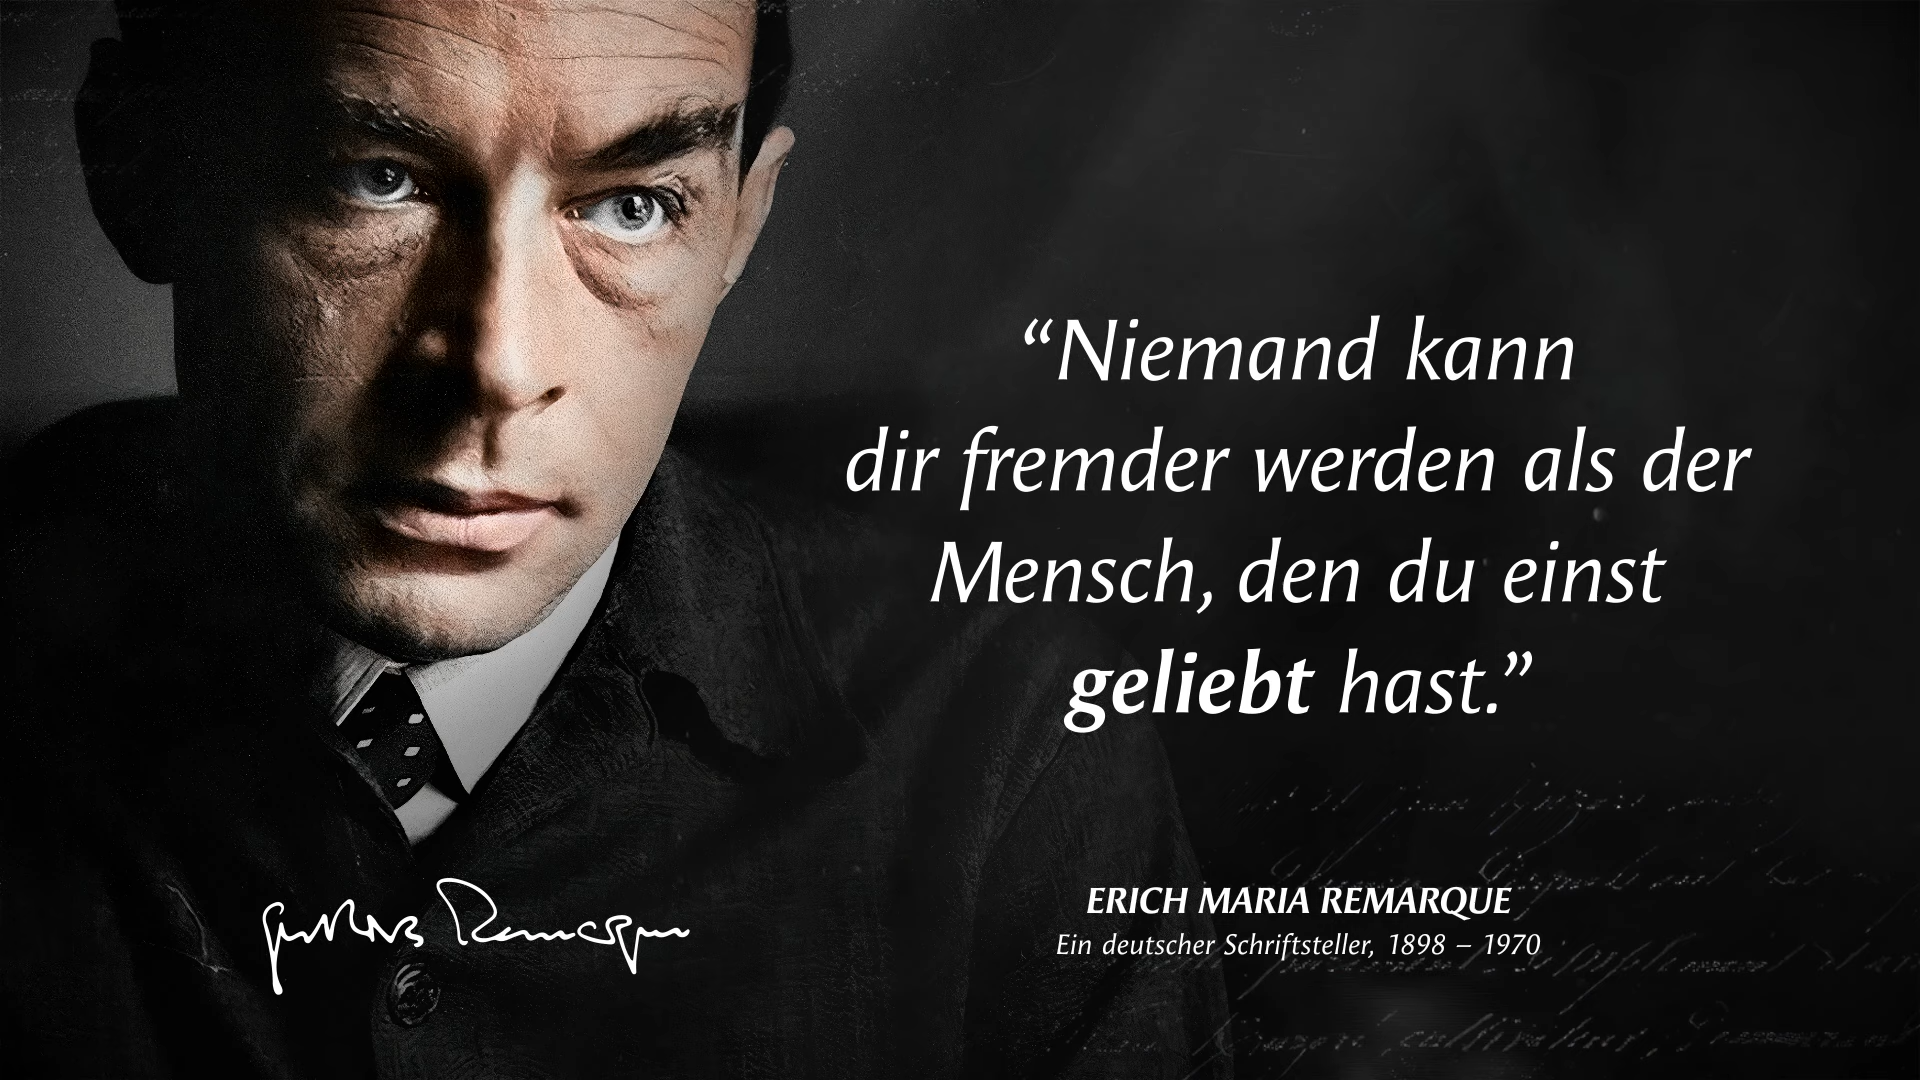 “Niemand kann
dir fremder werden als der
Mensch, den du einst
geliebt hast.”
ERICH MARIA REMARQUE
Ein deutscher Schriftsteller, 1898 – 1970
Remarque